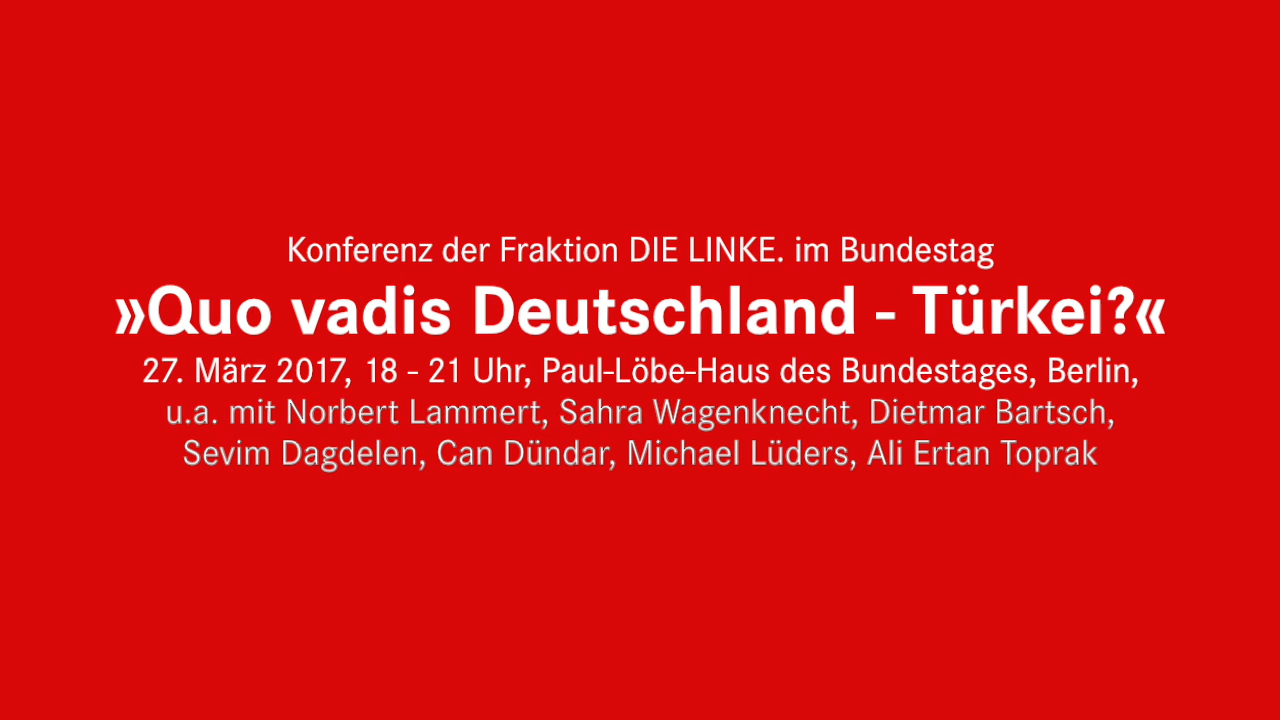 Konferenz der Fraktion DIE LINKE. im Bundestag
»Quo vadis Deutschland - Türkei?«
27. März 2017, 18 - 21 Uhr, Paul-Löbe-Haus des Bundestages, Berlin,
u.a. mit Norbert Lammert, Sahra Wagenknecht, Dietmar Bartsch,
Sevim Dagdelen, Can Dündar, Michael Lüders, Ali Ertan Toprak